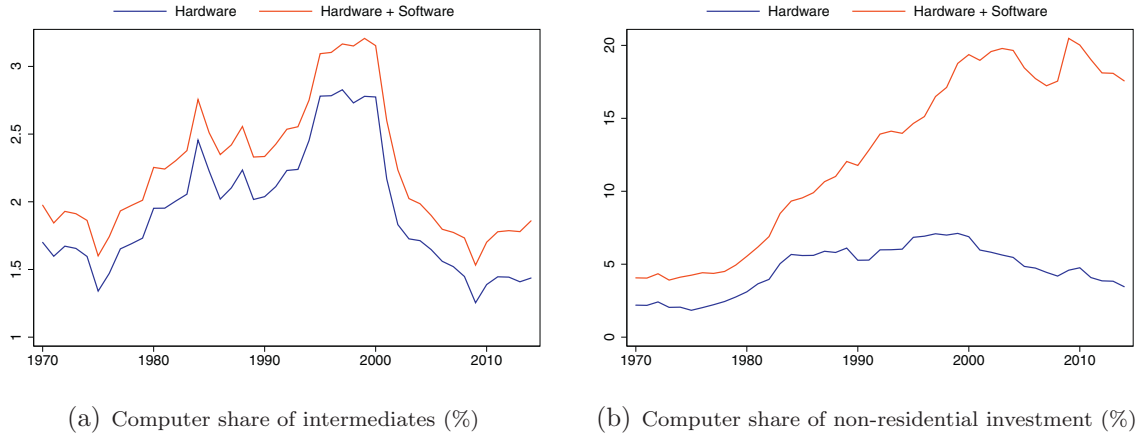 Hardware Hardware + Software
3
2.5
2
1.5
1
1970 1980 1990 2000 2010
(a) Computer share of intermediates (%)
Hardware Hardware + Software
20
15
10
5
0
1970 1980 1990 2000 2010
(b) Computer share of non-residential investment (%)